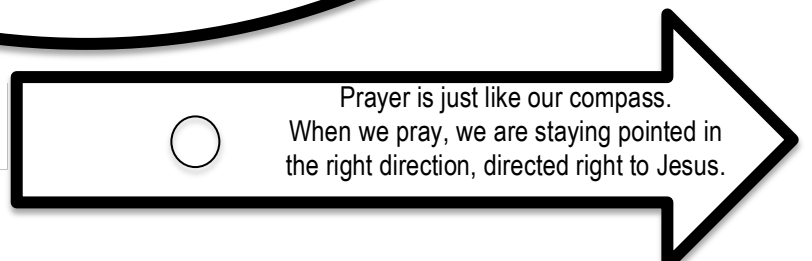 Prayer is just like our compass.
When we pray, we are staying pointed in
the right direction, directed right to Jesus.